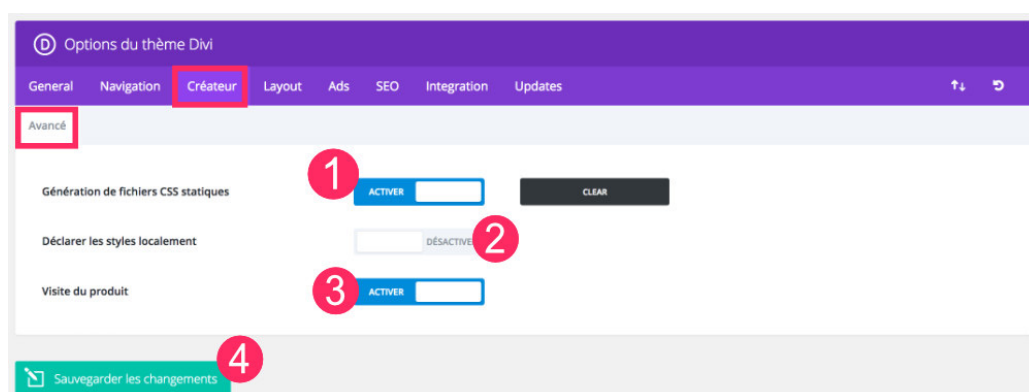 D Options du thème Divi
General Navigation Créateur Layout Ads SEO Integration Updates
Avancé
Génération de fichiers CSS statiques 1 ACTIVER CLEAR
Déclarer les styles localement DÉSACTIVE 2
Visite du produit 3 ACTIVER
4
Sauvegarder les changements